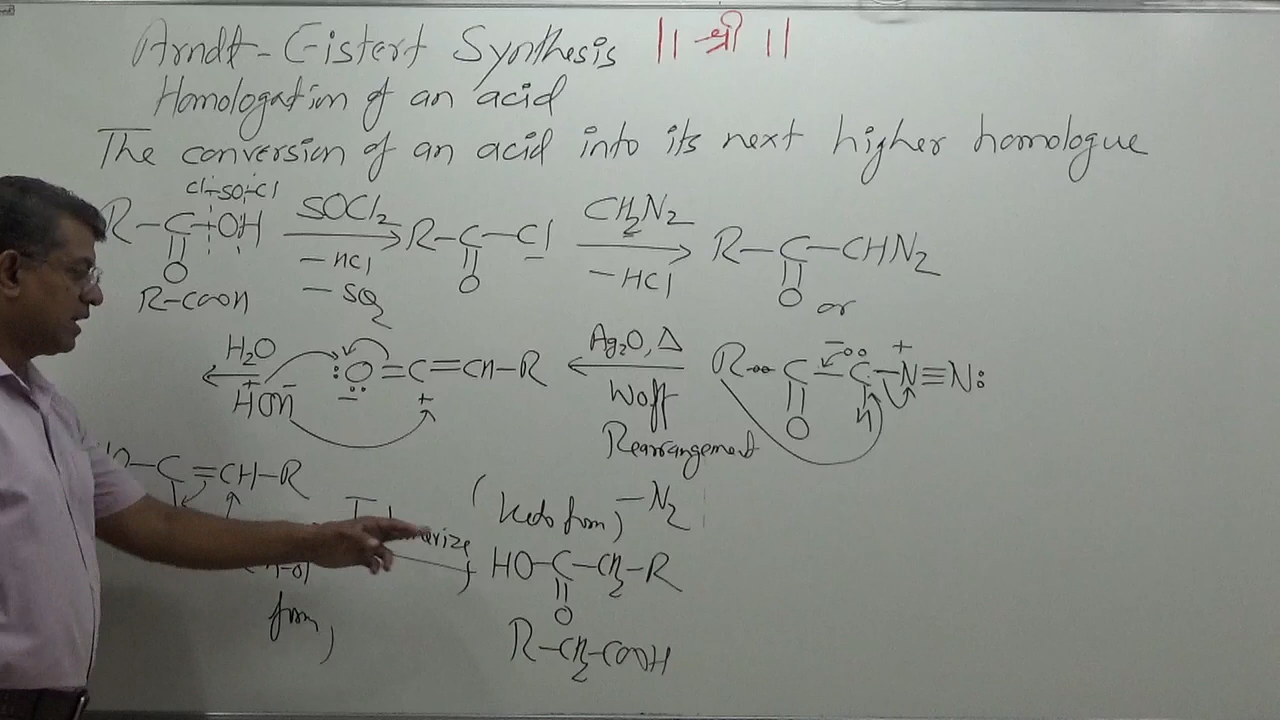 Arndt-Eistert Synthesis || श्री ||
Homologation of an acid
The conversion of an acid into its next higher homologue
Cl-SO-Cl
R-C-OH SOCl2 R-C-Cl CH2N2 R-C-CHN2
O -HCl O -HCl O
R-COOH -SO2 or
H2O :O=C=CH-R Ag2O, Δ R-C-C-N≡N:
+ - HOH - + Wolff O H
Rearrangement
-C=CH-R (Keto form) -N2
HO-C-CH2-R
form) O
R-CH2-COOH